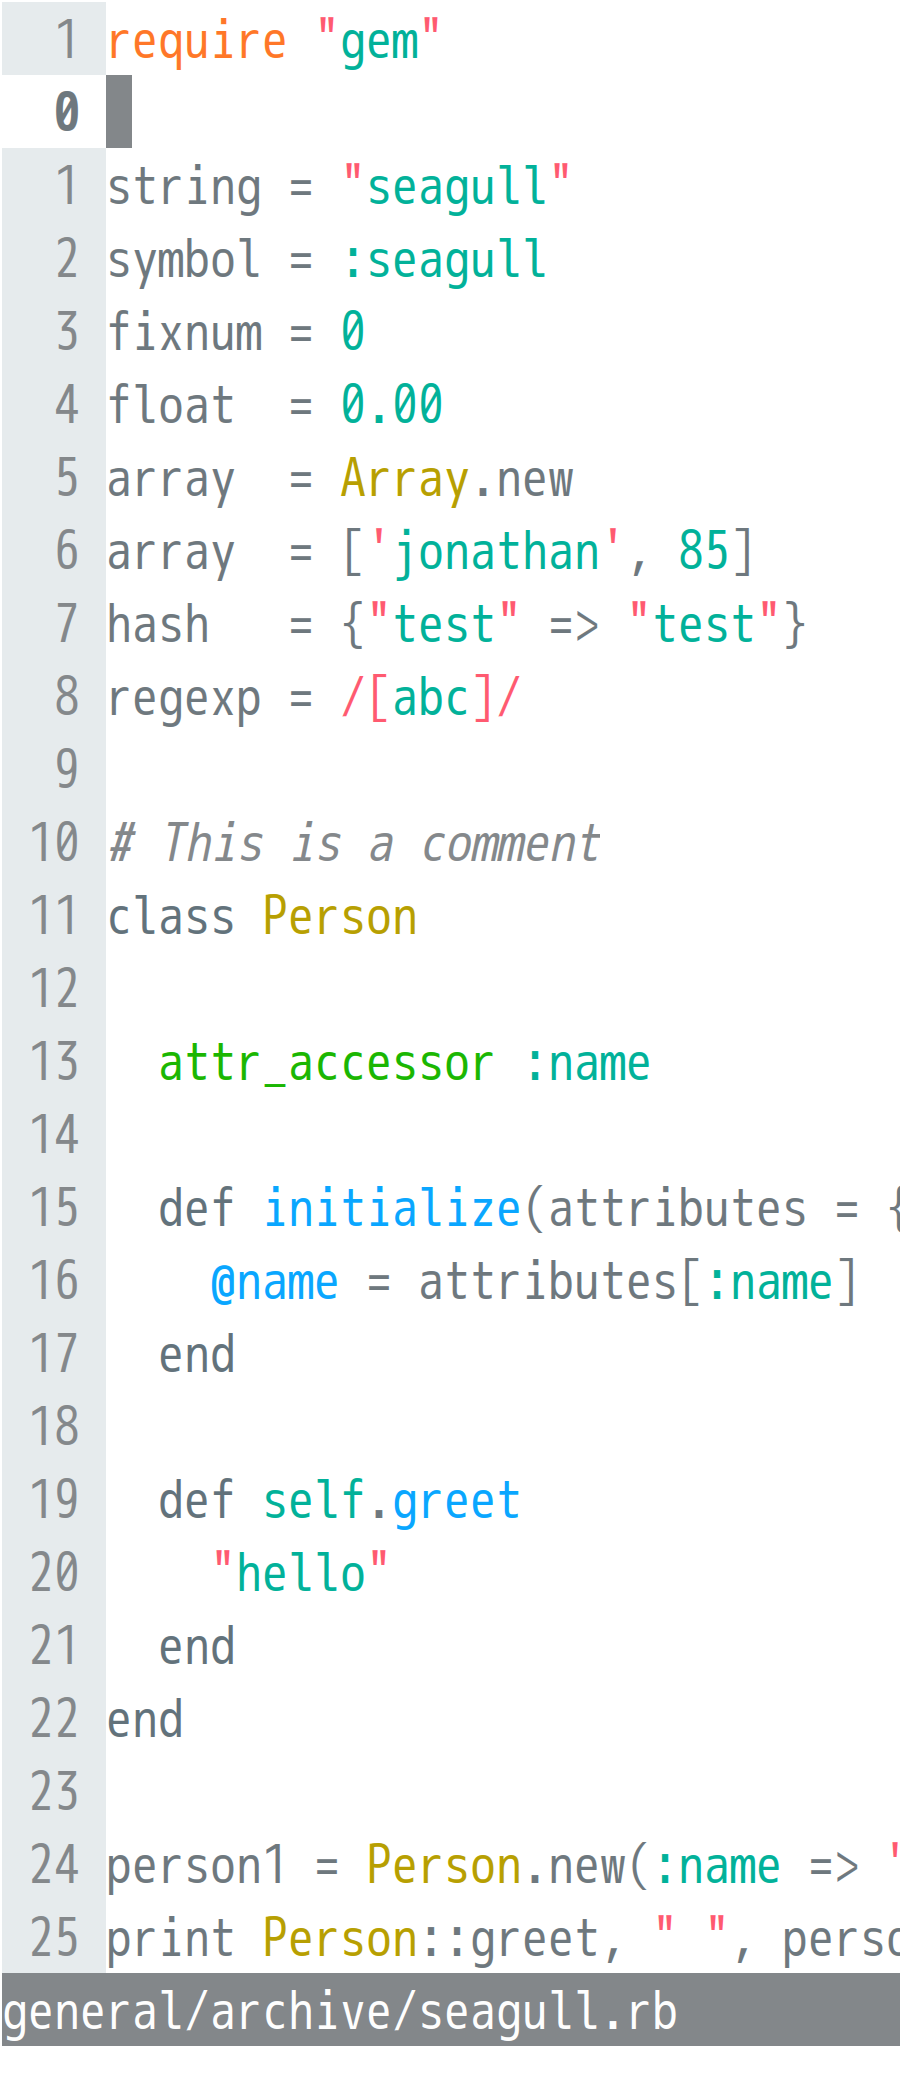 1 require "gem"
0
1 string = "seagull"
2 symbol = :seagull
3 fixnum = 0
4 float  = 0.00
5 array  = Array.new
6 array  = ['jonathan', 85]
7 hash   = {"test" => "test"}
8 regexp = /[abc]/
9
10 # This is a comment
11 class Person
12
13   attr_accessor :name
14
15   def initialize(attributes = {
16     @name = attributes[:name]
17   end
18
19   def self.greet
20     "hello"
21   end
22 end
23
24 person1 = Person.new(:name => "
25 print Person::greet, " ", perso
general/archive/seagull.rb